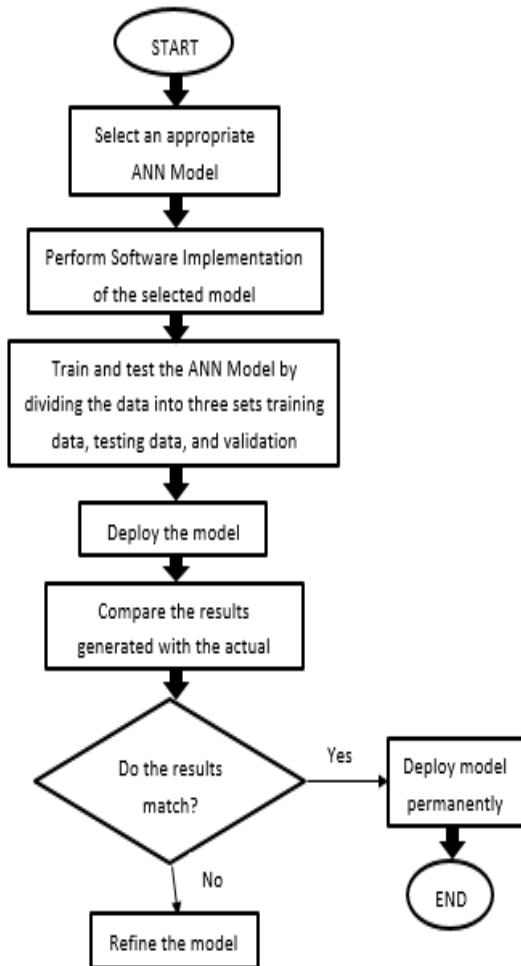 START
Select an appropriate
ANN Model
Perform Software Implementation
of the selected model
Train and test the ANN Model by
dividing the data into three sets training
data, testing data, and validation
Deploy the model
Compare the results
generated with the actual
Do the results
match?
Yes
Deploy model
permanently
END
No
Refine the model